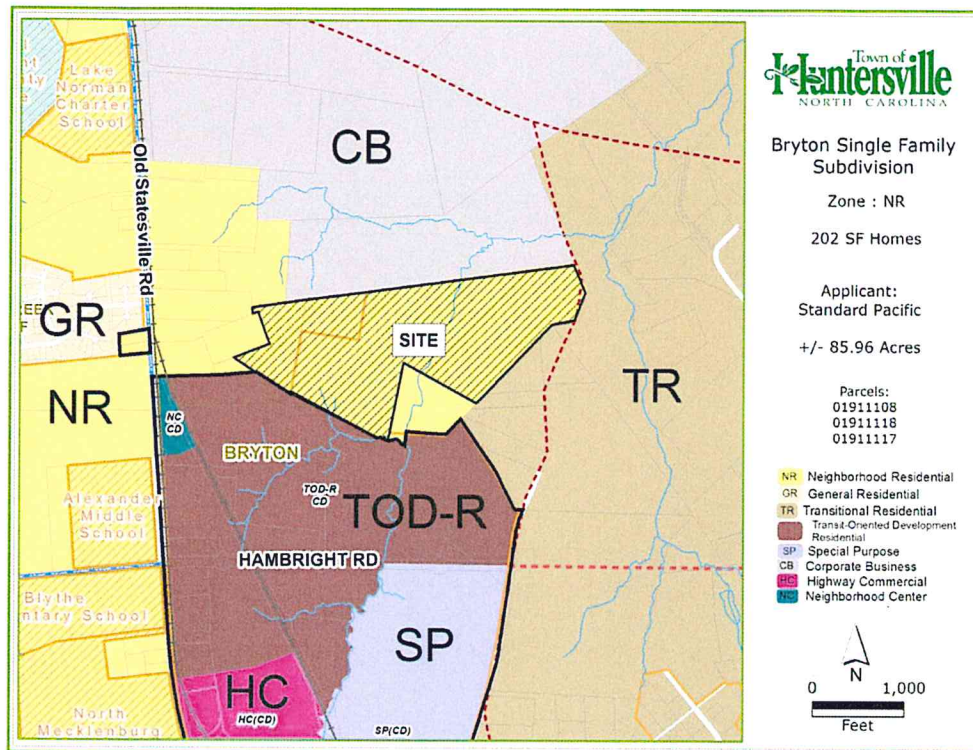 Lake
Norman
Charter
School
CB
Old Statesville Rd
GR
SITE
NR
NC
CD
TR
BRYTON
TOD-R
CD
TOD-R
Alexander
Middle
School
HAMBRIGHT RD
Blythe
ntary School
SP
HC
HC(CD)
SP(CD)
North
Mecklenburg
Town of
Huntersville
NORTH CAROLINA
Bryton Single Family
Subdivision
Zone : NR
202 SF Homes
Applicant:
Standard Pacific
+/- 85.96 Acres
Parcels:
01911108
01911118
01911117
NR Neighborhood Residential
GR General Residential
TR Transitional Residential
Transit-Oriented Development
Residential
SP Special Purpose
CB Corporate Business
HC Highway Commercial
NC Neighborhood Center
N
0 1,000
Feet